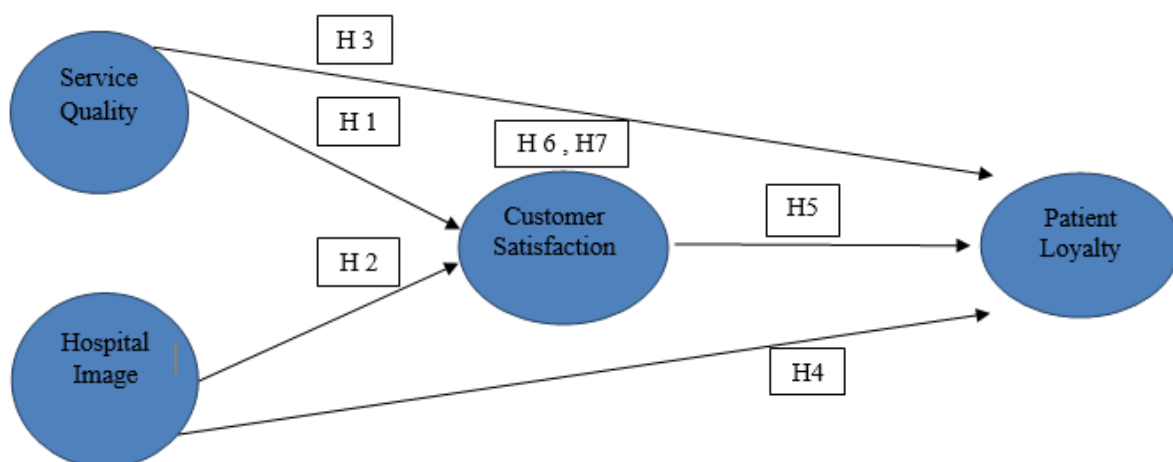 H 3
Service
Quality
H 1
H 6 , H7
Customer
Satisfaction
H5
Patient
Loyalty
H 2
Hospital
Image
H4